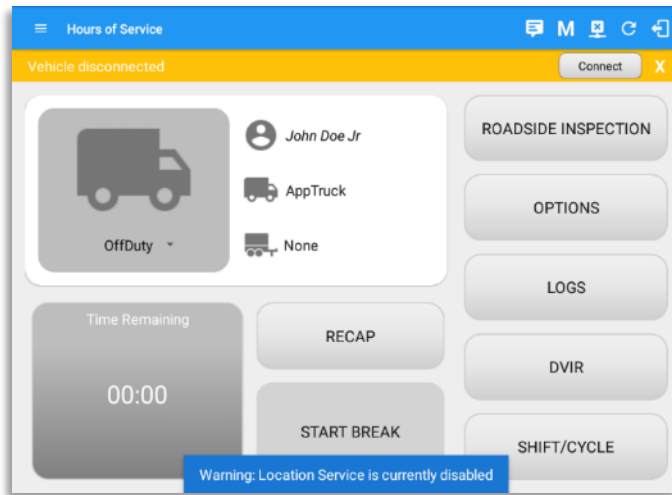 Hours of Service
M
Vehicle disconnected
Connect
X
John Doe Jr
AppTruck
None
OffDuty
ROADSIDE INSPECTION
OPTIONS
LOGS
DVIR
SHIFT/CYCLE
Time Remaining
00:00
RECAP
START BREAK
Warning: Location Service is currently disabled